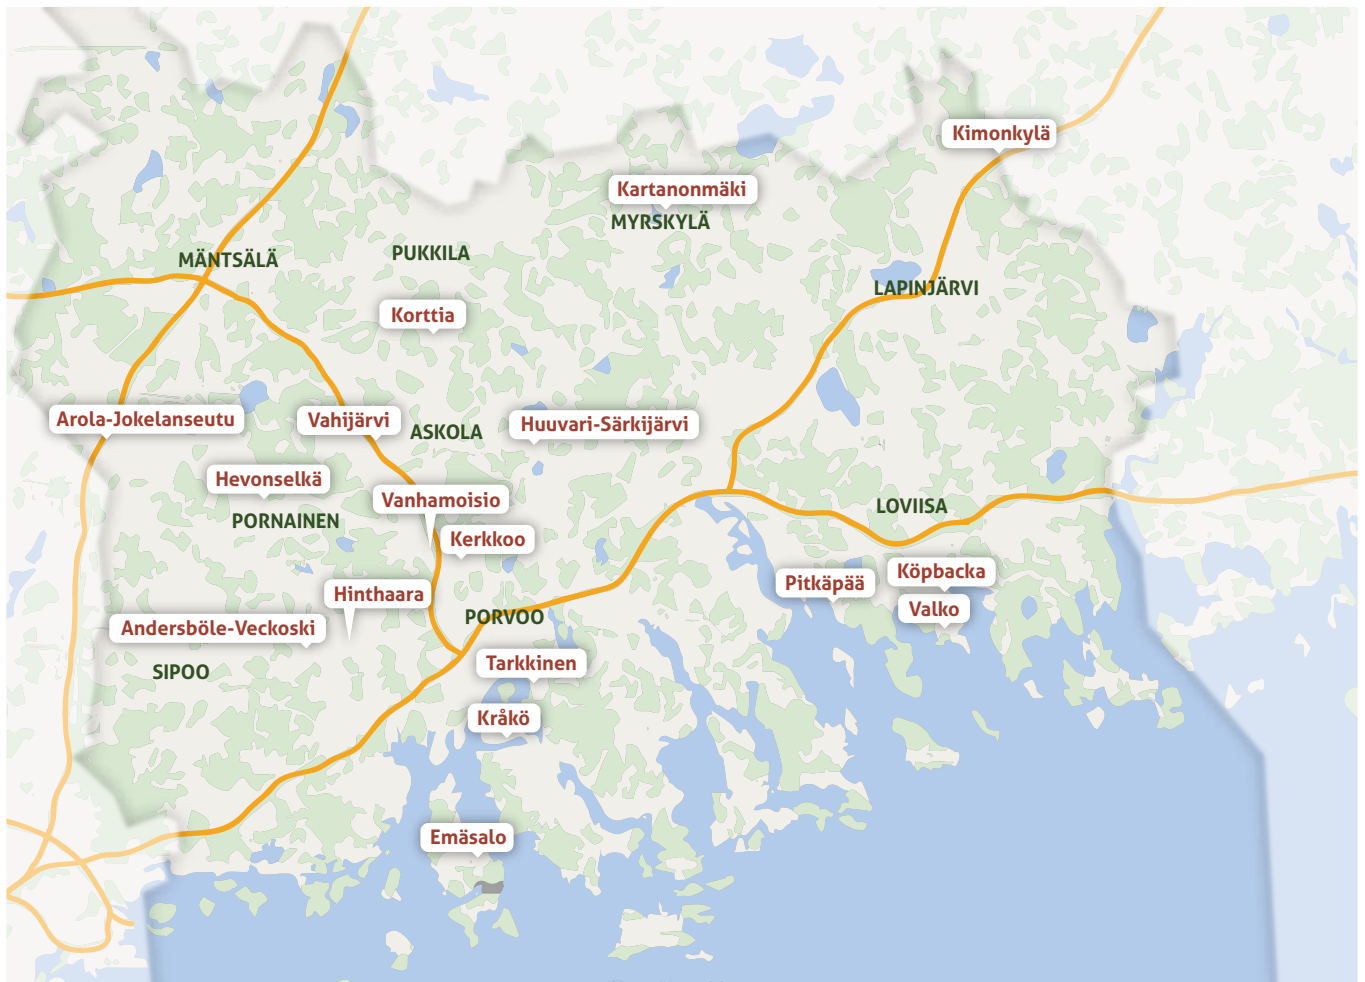 Kimonkylä
Kartanonmäki
MYRSKYLÄ
MÄNTSÄLÄ
PUKKILA
LAPINJÄRVI
Korttia
Arola-Jokelanseutu
Vahijärvi
ASKOLA
Huuvari-Särkijärvi
Hevonselkä
Vanhamoisio
LOVIISA
PORNAINEN
Kerkkoo
Köpbacka
Pitkäpää
Hinthaara
Valko
PORVOO
Andersböle-Veckoski
Tarkkinen
SIPOO
Kråkö
Emäsalo